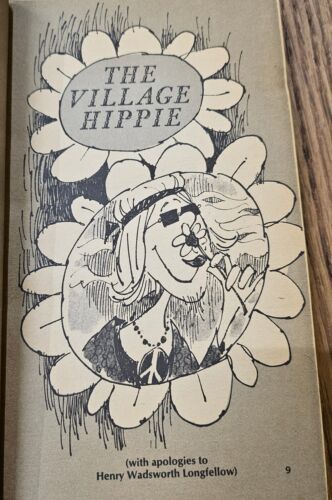 THE
VILLAGE
HIPPIE
(with apologies to
Henry Wadsworth Longfellow)
9